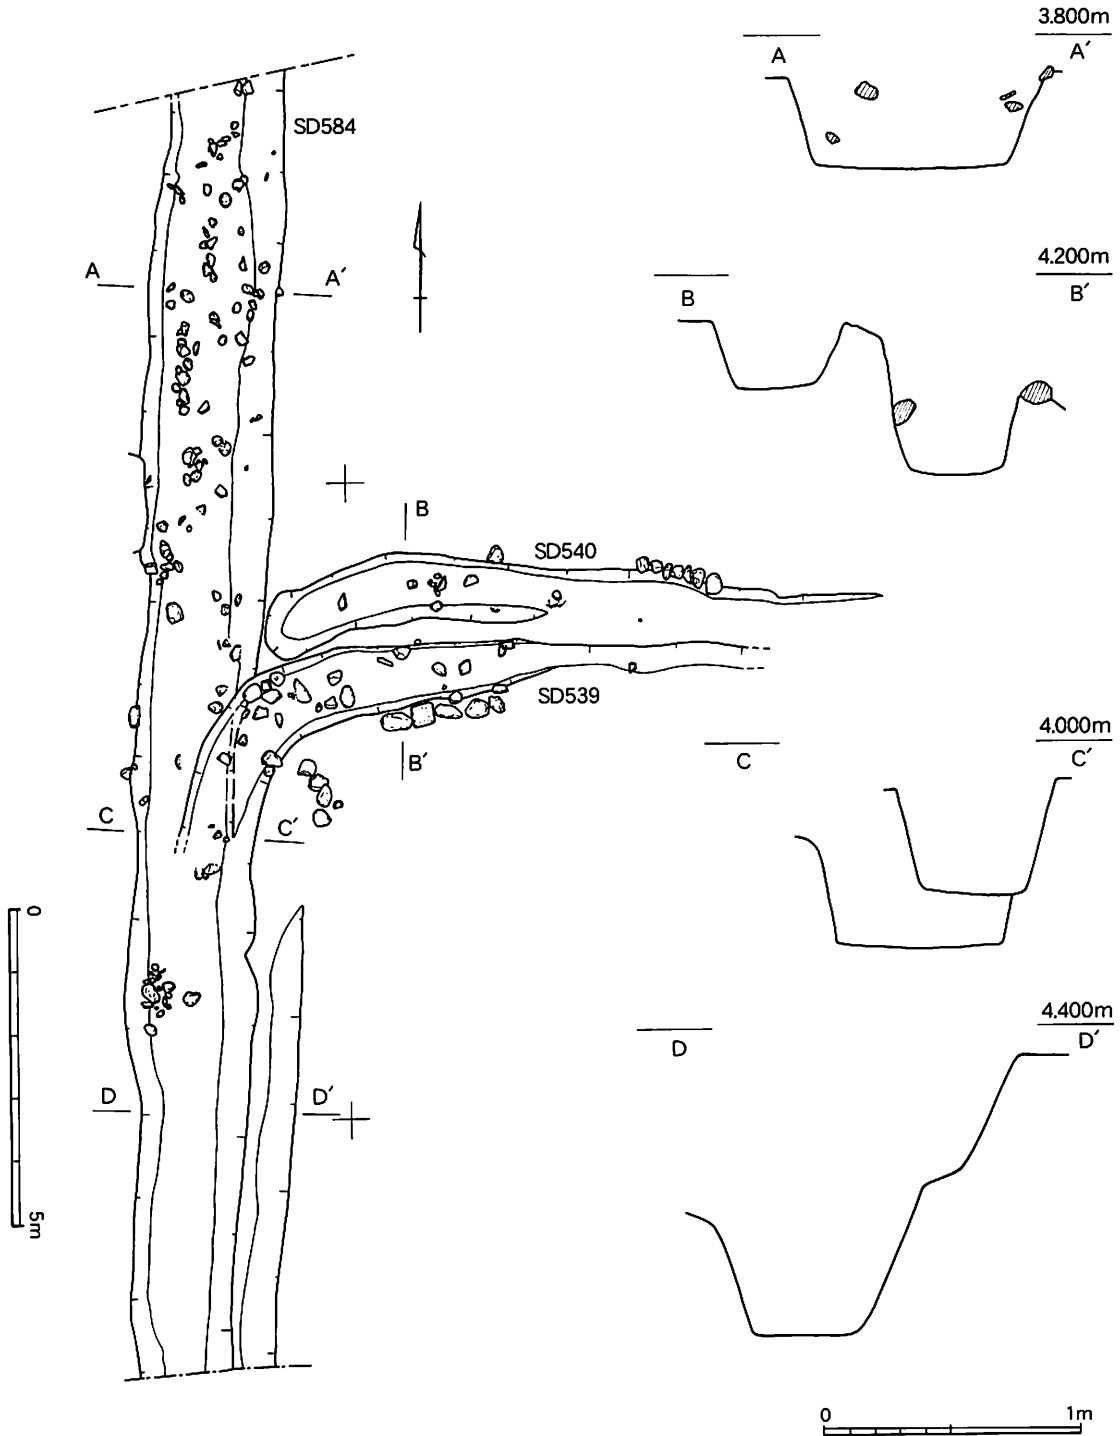 3.800m
A A′
SD584
A A′
4.200m
B B′
B
SD540
SD539
B′
4.000m
C C′
C C′
0
5m
4.400m
D D′
D D′
0 1m